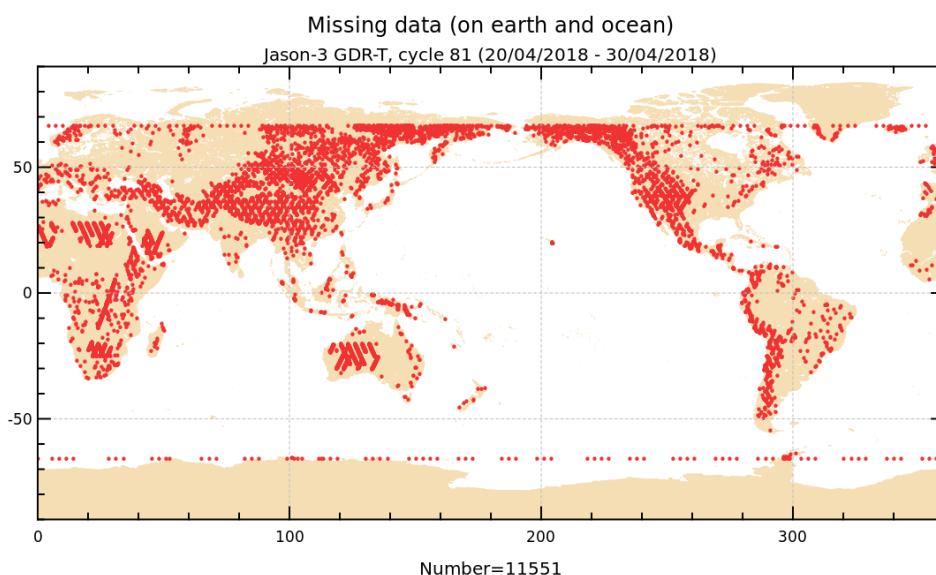 Missing data (on earth and ocean)
Jason-3 GDR-T, cycle 81 (20/04/2018 - 30/04/2018)
50
0
-50
0 100 200 300
Number=11551